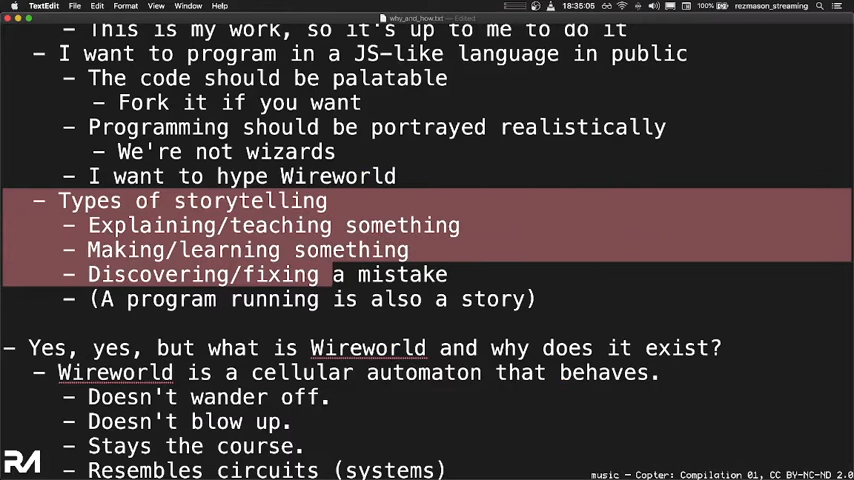 TextEdit File Edit Format View Window Help 100% 18:35:05 rezmason_streaming
why_and_how.txt — Edited
- This is my work, so it's up to me to do it
- I want to program in a JS-like language in public
- The code should be palatable
- Fork it if you want
- Programming should be portrayed realistically
- We're not wizards
- I want to hype Wireworld
- Types of storytelling
- Explaining/teaching something
- Making/learning something
- Discovering/fixing a mistake
- (A program running is also a story)
- Yes, yes, but what is Wireworld and why does it exist?
- Wireworld is a cellular automaton that behaves.
- Doesn't wander off.
- Doesn't blow up.
- Stays the course.
- Resembles circuits (systems)
RM
music - Copter: Compilation 01, CC BY-NC-ND 2.0